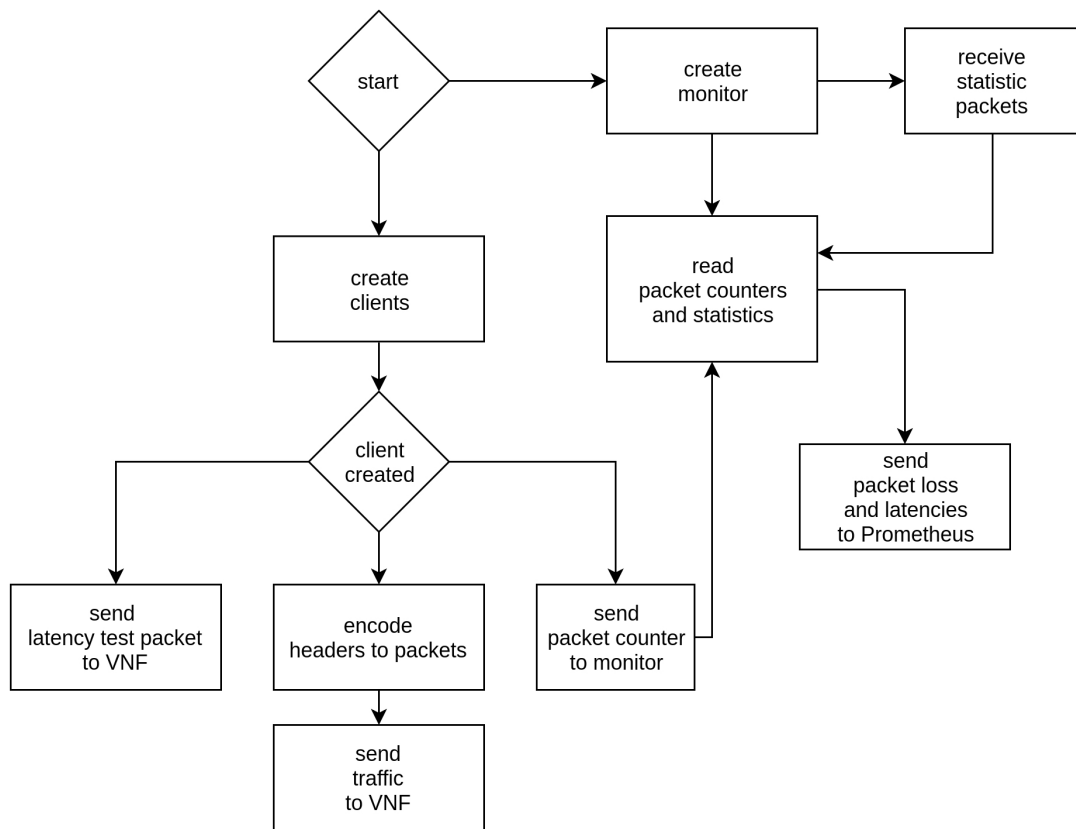 start
create
monitor
receive
statistic
packets
create
clients
read
packet counters
and statistics
client
created
send
packet loss
and latencies
to Prometheus
send
latency test packet
to VNF
encode
headers to packets
send
packet counter
to monitor
send
traffic
to VNF